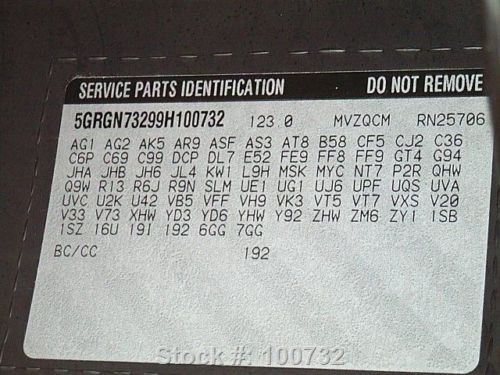 SERVICE PARTS IDENTIFICATION DO NOT REMOVE
5GRGN73299H100732 123.0 MVZQCM RN25706
AG1 AG2 AK5 AR9 ASF AS3 AT8 B58 CF5 CJ2 C36
C6P C69 C99 DCP DL7 E52 FE9 FF8 FF9 GT4 G94
JHA JHB JH6 JL4 KW1 L9H MSK MYC NT7 P2R QHW
Q9W R13 R6J R9N SLM UE1 UG1 UJ6 UPF UQS UVA
UVC U2K U42 VB5 VFF VH9 VK3 VT5 VT7 VXS V20
V33 V73 XHW YD3 YD6 YHW Y92 ZHW ZM6 ZY1 1SB
1SZ 16U 19I 192 6GG 7GG
BC/CC 192
Stock #: 100732